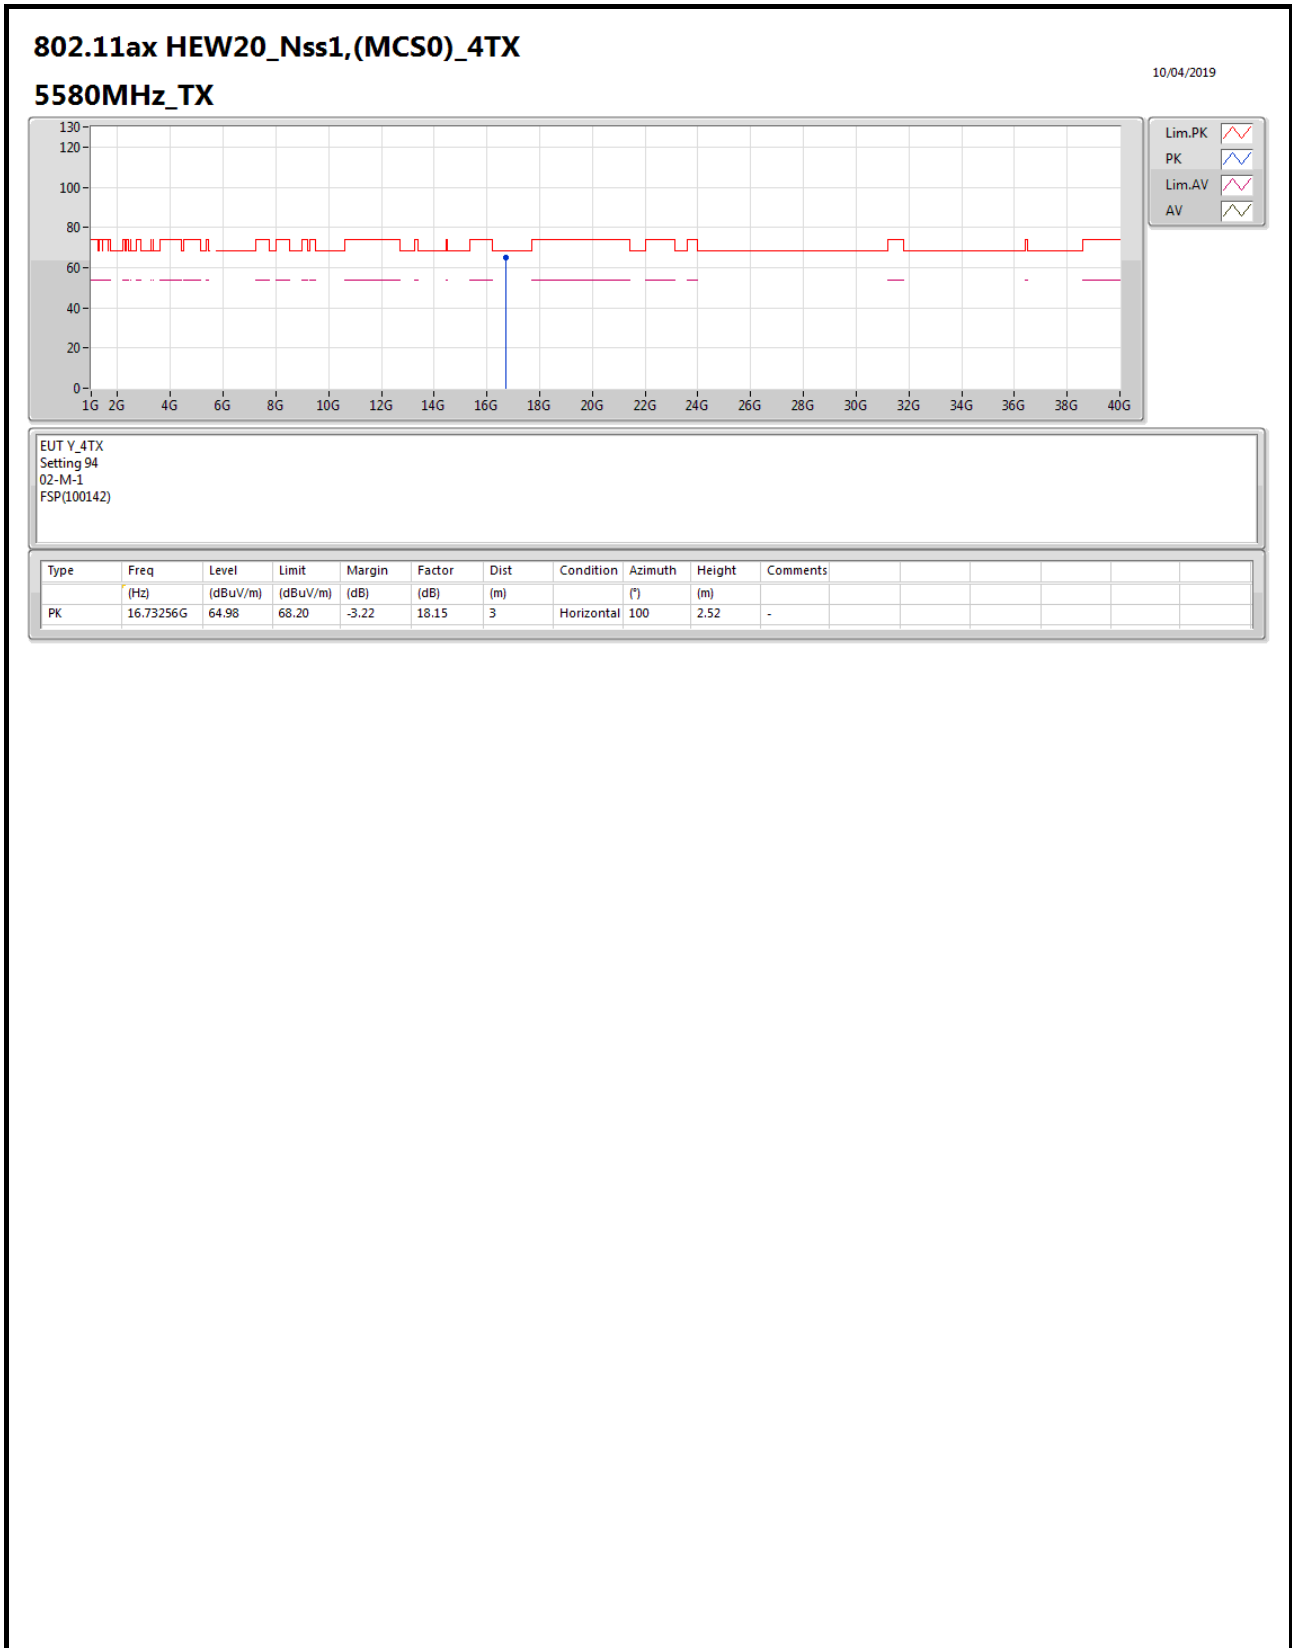 802.11ax HEW20_Nss1,(MCS0)_4TX
10/04/2019
5580MHz_TX
130
120
100
80
60
40
20
0
1G 2G 4G 6G 8G 10G 12G 14G 16G 18G 20G 22G 24G 26G 28G 30G 32G 34G 36G 38G 40G
Lim.PK
PK
Lim.AV
AV
EUT Y_4TX
Setting 94
02-M-1
FSP(100142)
Type Freq Level Limit Margin Factor Dist Condition Azimuth Height Comments
(Hz) (dBuV/m) (dBuV/m) (dB) (dB) (m) (°) (m)
PK 16.73256G 64.98 68.20 -3.22 18.15 3 Horizontal 100 2.52 -